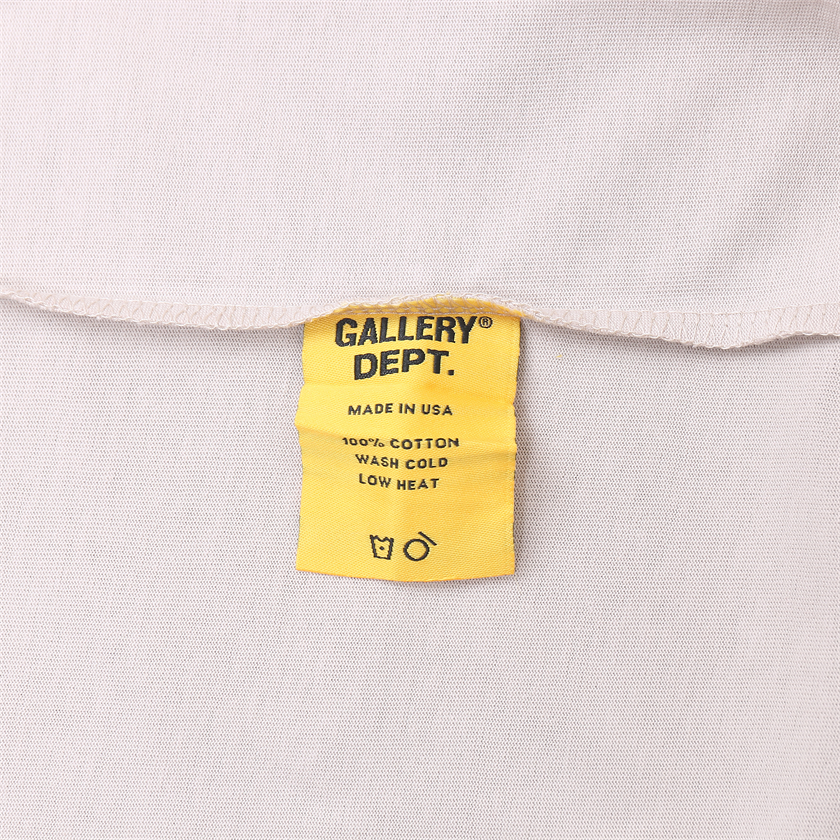 GALLERY®
DEPT.
MADE IN USA
100% COTTON
WASH COLD
LOW HEAT